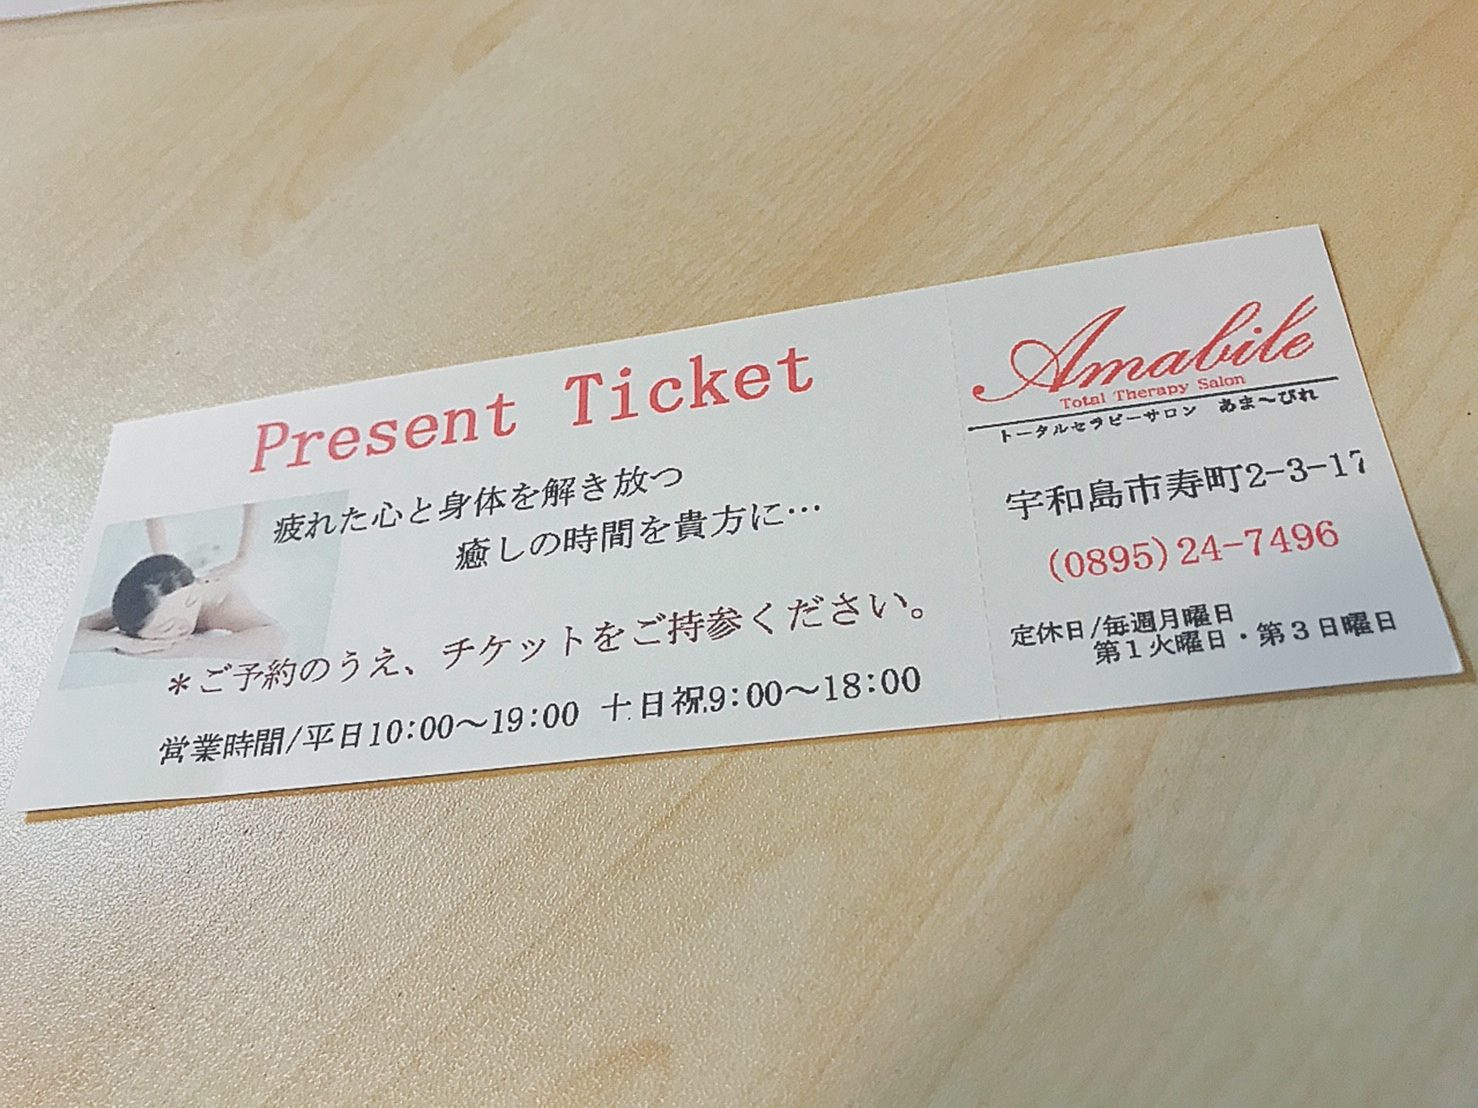 Present Ticket
疲れた心と身体を解き放つ
癒しの時間を貴方に…
＊ご予約のうえ、チケットをご持参ください。
営業時間/平日10:00～19:00 土日祝9:00～18:00
Amabile
Total Therapy Salon
トータルセラピーサロン あま～びれ
宇和島市寿町2-3-17
(0895)24-7496
定休日/毎週月曜日
第１火曜日・第３日曜日